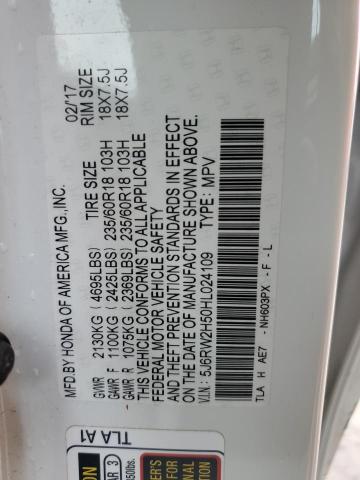 MFD.BY HONDA OF AMERICA MFG.,INC. 02/'17
TIRE SIZE RIM SIZE
GVWR 2130KG (4695LBS)
GAWR F 1100KG (2425LBS) 235/60R18 103H 18X7.5J
GAWR R 1075KG (2369LBS) 235/60R18 103H 18X7.5J
THIS VEHICLE CONFORMS TO ALL APPLICABLE
FEDERAL MOTOR VEHICLE SAFETY
AND THEFT PREVENTION STANDARDS IN EFFECT
ON THE DATE OF MANUFACTURE SHOWN ABOVE.
V.I.N.: 5J6RW2H50HL024109 TYPE: MPV
TLA H AE7 - NH603PX - F - L
TLA A1